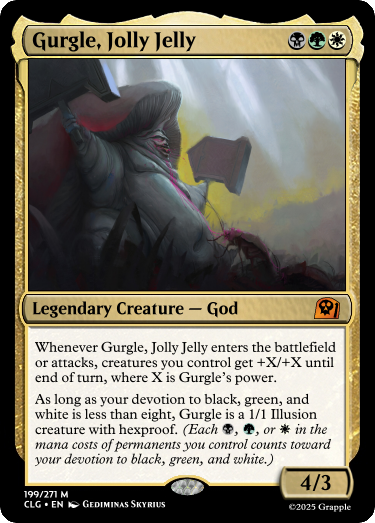 Gurgle, Jolly Jelly
Legendary Creature — God
Whenever Gurgle, Jolly Jelly enters the battlefield
or attacks, creatures you control get +X/+X until
end of turn, where X is Gurgle's power.
As long as your devotion to black, green, and
white is less than eight, Gurgle is a 1/1 Illusion
creature with hexproof. (Each , , or in the
mana costs of permanents you control counts toward
your devotion to black, green, and white.)
4/3
199/271 M
CLG • EN Gediminas Skyrius
©2025 Grapple